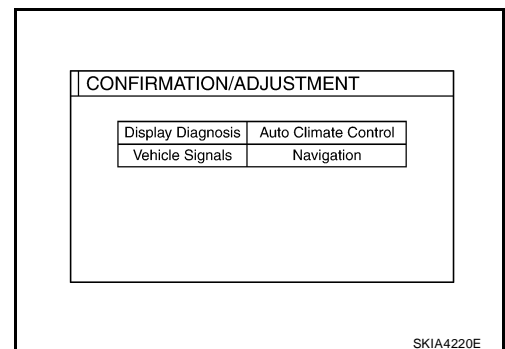 CONFIRMATION/ADJUSTMENT
Display Diagnosis Auto Climate Control
Vehicle Signals Navigation
SKIA4220E